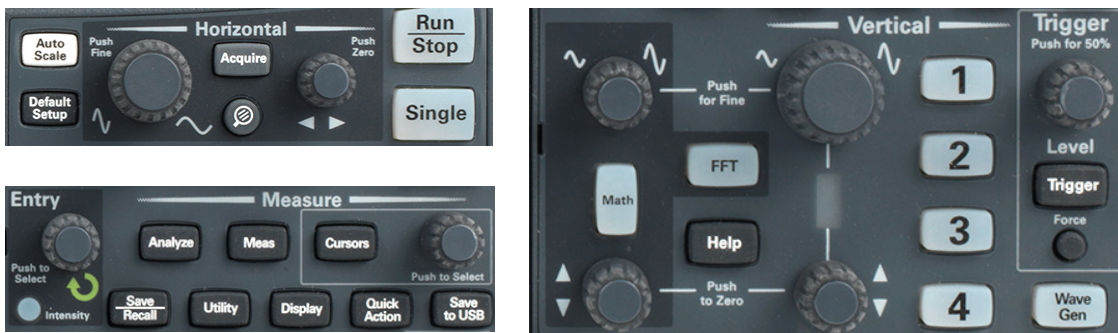 Horizontal
Auto
Scale
Push
Fine
Acquire
Push
Zero
Run
Stop
Default
Setup
Single
Entry
Measure
Analyze
Meas
Cursors
Push to
Select
Push to Select
Intensity
Save
Recall
Utility
Display
Quick
Action
Save
to USB
Vertical
Push
for Fine
1
FFT
2
Math
Help
3
Push
to Zero
4
Trigger
Push for 50%
Level
Trigger
Force
Wave
Gen